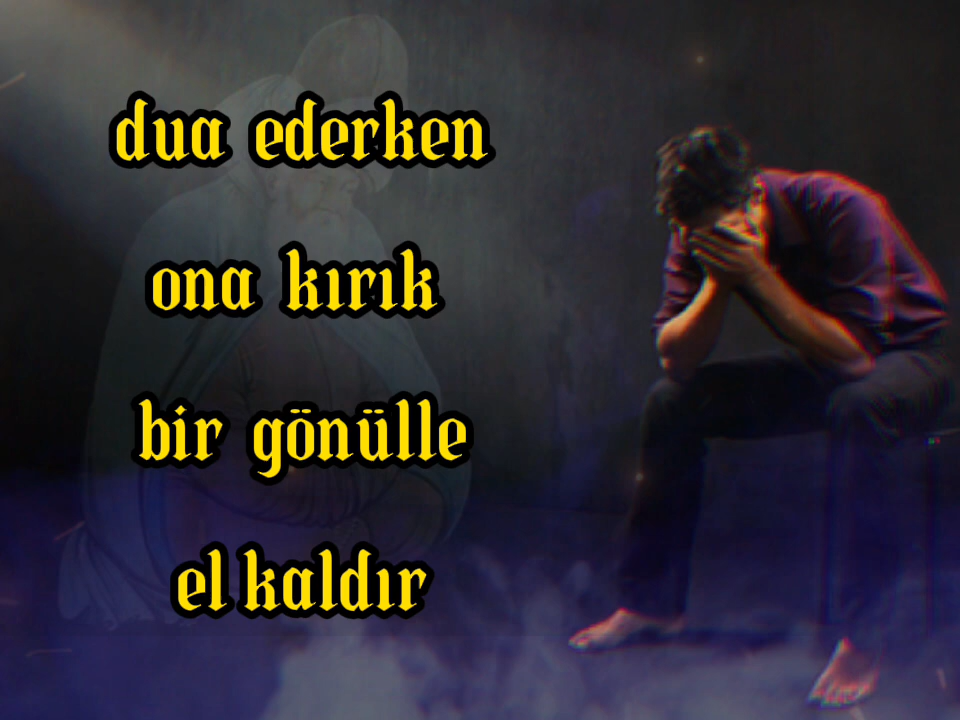 dua ederken
ona kırık
bir gönülle
el kaldır